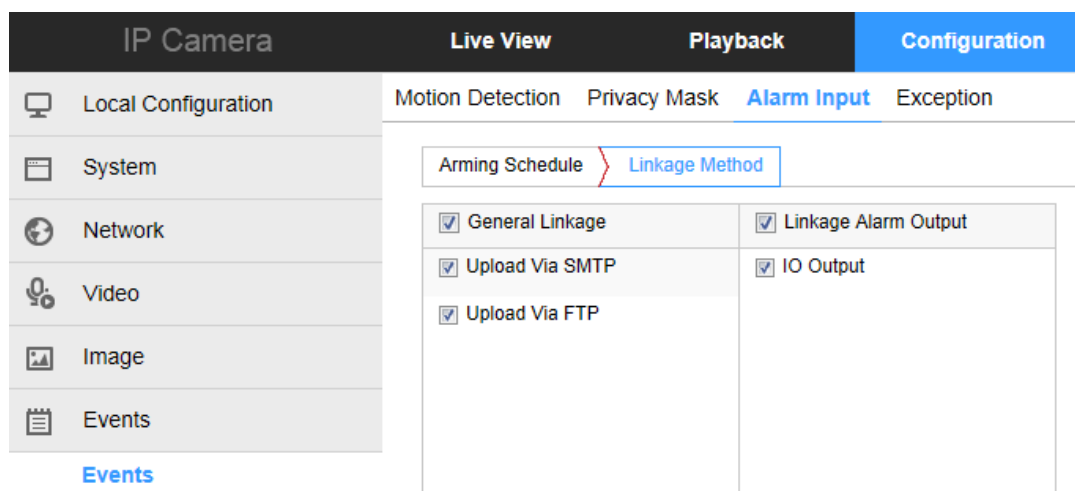 IP Camera Live View Playback Configuration
Local Configuration
System
Network
Video
Image
Events
Events
Motion Detection Privacy Mask Alarm Input Exception
Arming Schedule Linkage Method
General Linkage Linkage Alarm Output
Upload Via SMTP IO Output
Upload Via FTP